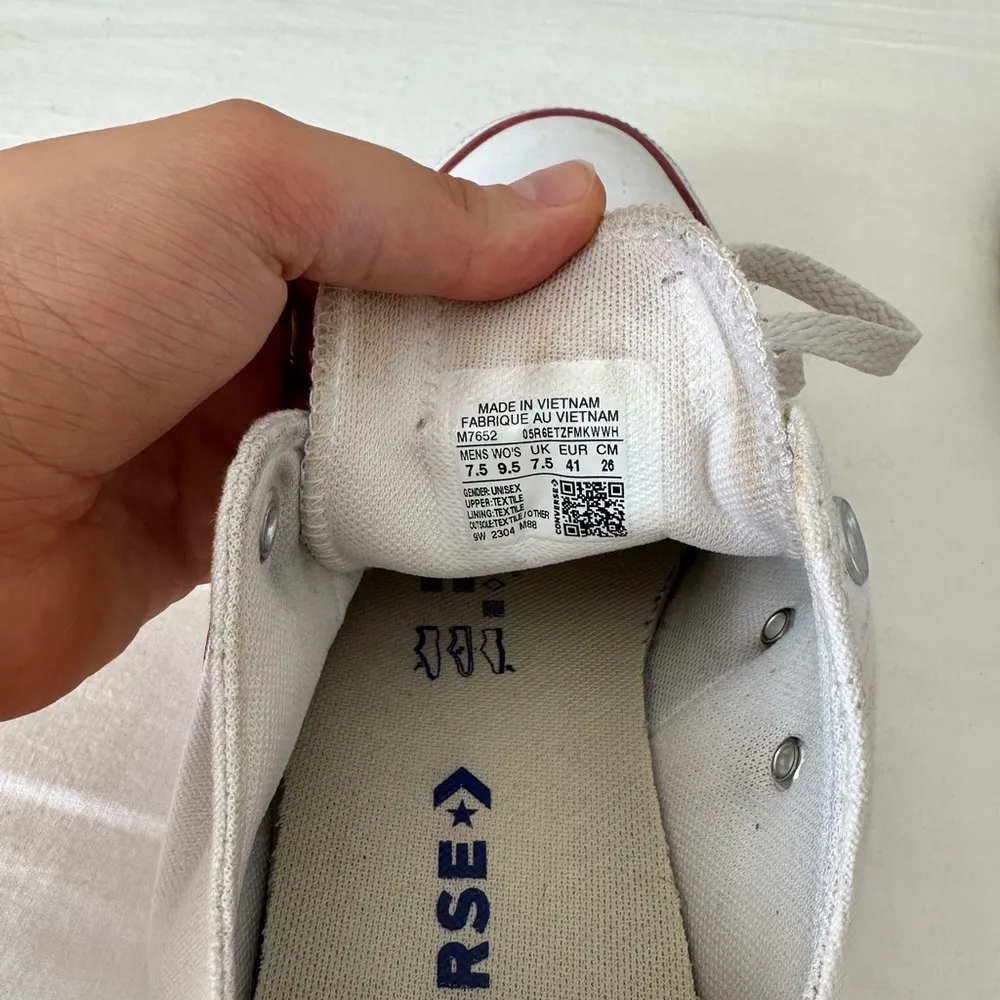 MADE IN VIETNAM
FABRIQUE AU VIETNAM
M7652 05R6ETZFMKWWH
MENS WO'S UK EUR CM
7.5 9.5 7.5 41 26
GENDER: UNISEX
UPPER: TEXTILE
LINING: TEXTILE
OUTSOLE: TEXTILE / OTHER
9W 2304 M88
CONVERSE
RSE